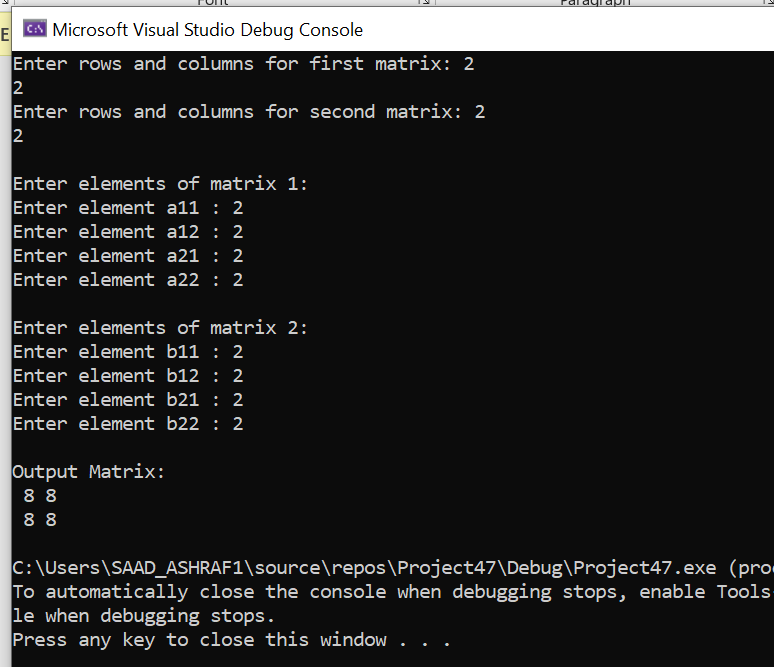 Font
Paragraph
E
Microsoft Visual Studio Debug Console
Enter rows and columns for first matrix: 2
2
Enter rows and columns for second matrix: 2
2
Enter elements of matrix 1:
Enter element a11 : 2
Enter element a12 : 2
Enter element a21 : 2
Enter element a22 : 2
Enter elements of matrix 2:
Enter element b11 : 2
Enter element b12 : 2
Enter element b21 : 2
Enter element b22 : 2
Output Matrix:
8 8
8 8
C:\Users\SAAD_ASHRAF1\source\repos\Project47\Debug\Project47.exe (pro
To automatically close the console when debugging stops, enable Tools
le when debugging stops.
Press any key to close this window . . .